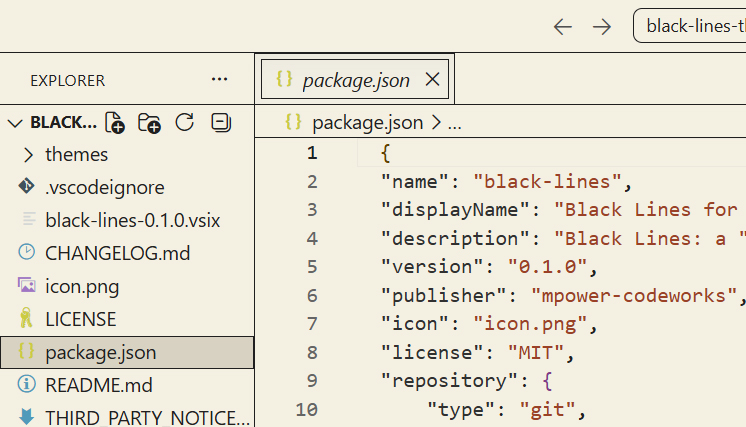 black-lines-th
EXPLORER ...
package.json
BLACK...
package.json > ...
themes
.vscodeignore
black-lines-0.1.0.vsix
CHANGELOG.md
icon.png
LICENSE
package.json
README.md
THIRD_PARTY_NOTICE...
1 {
2 "name": "black-lines",
3 "displayName": "Black Lines for
4 "description": "Black Lines: a "
5 "version": "0.1.0",
6 "publisher": "mpower-codeworks",
7 "icon": "icon.png",
8 "license": "MIT",
9 "repository": {
10 "type": "git",